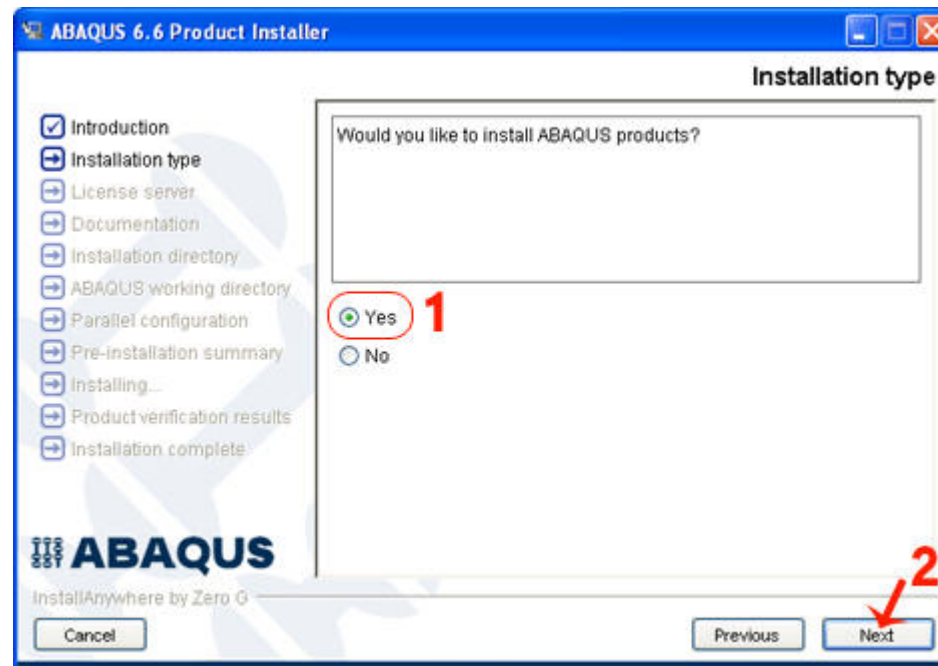 ABAQUS 6.6 Product Installer
Installation type
Introduction
Installation type
License server
Documentation
Installation directory
ABAQUS working directory
Parallel configuration
Pre-installation summary
Installing...
Product verification results
Installation complete
Would you like to install ABAQUS products?
Yes 1
No
ABAQUS
InstallAnywhere by Zero G
2
Cancel
Previous
Next